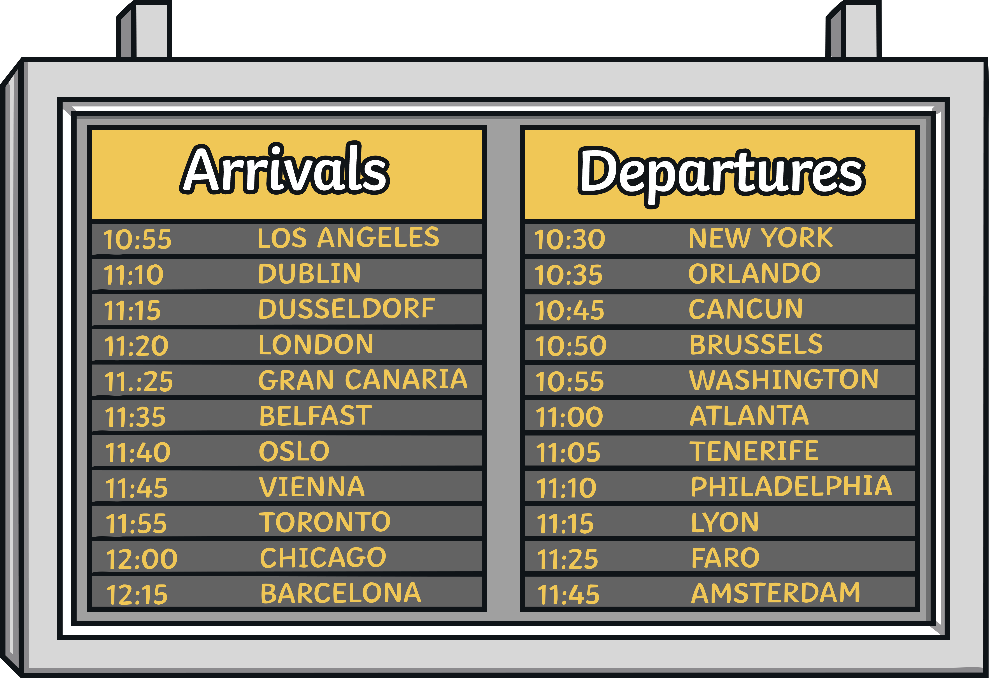 Arrivals
10:55 LOS ANGELES
11:10 DUBLIN
11:15 DUSSELDORF
11:20 LONDON
11.:25 GRAN CANARIA
11:35 BELFAST
11:40 OSLO
11:45 VIENNA
11:55 TORONTO
12:00 CHICAGO
12:15 BARCELONA
Departures
10:30 NEW YORK
10:35 ORLANDO
10:45 CANCUN
10:50 BRUSSELS
10:55 WASHINGTON
11:00 ATLANTA
11:05 TENERIFE
11:10 PHILADELPHIA
11:15 LYON
11:25 FARO
11:45 AMSTERDAM